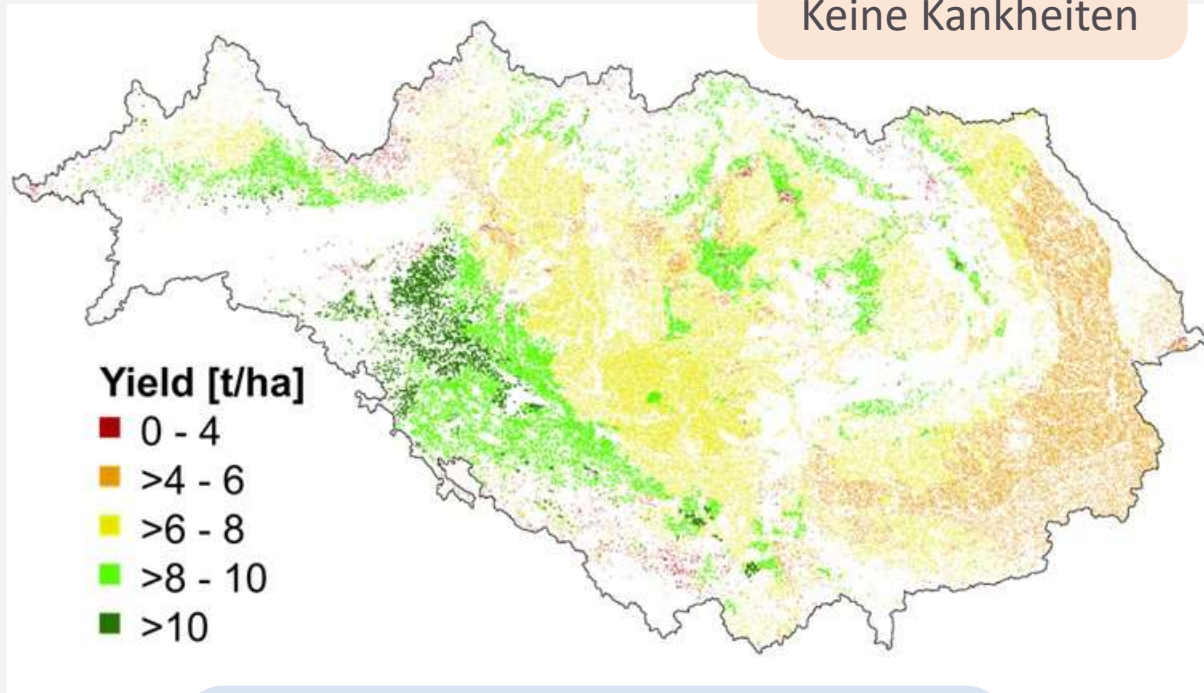 Keine Kankheiten
Yield [t/ha]
0 - 4
>4 - 6
>6 - 8
>8 - 10
>10